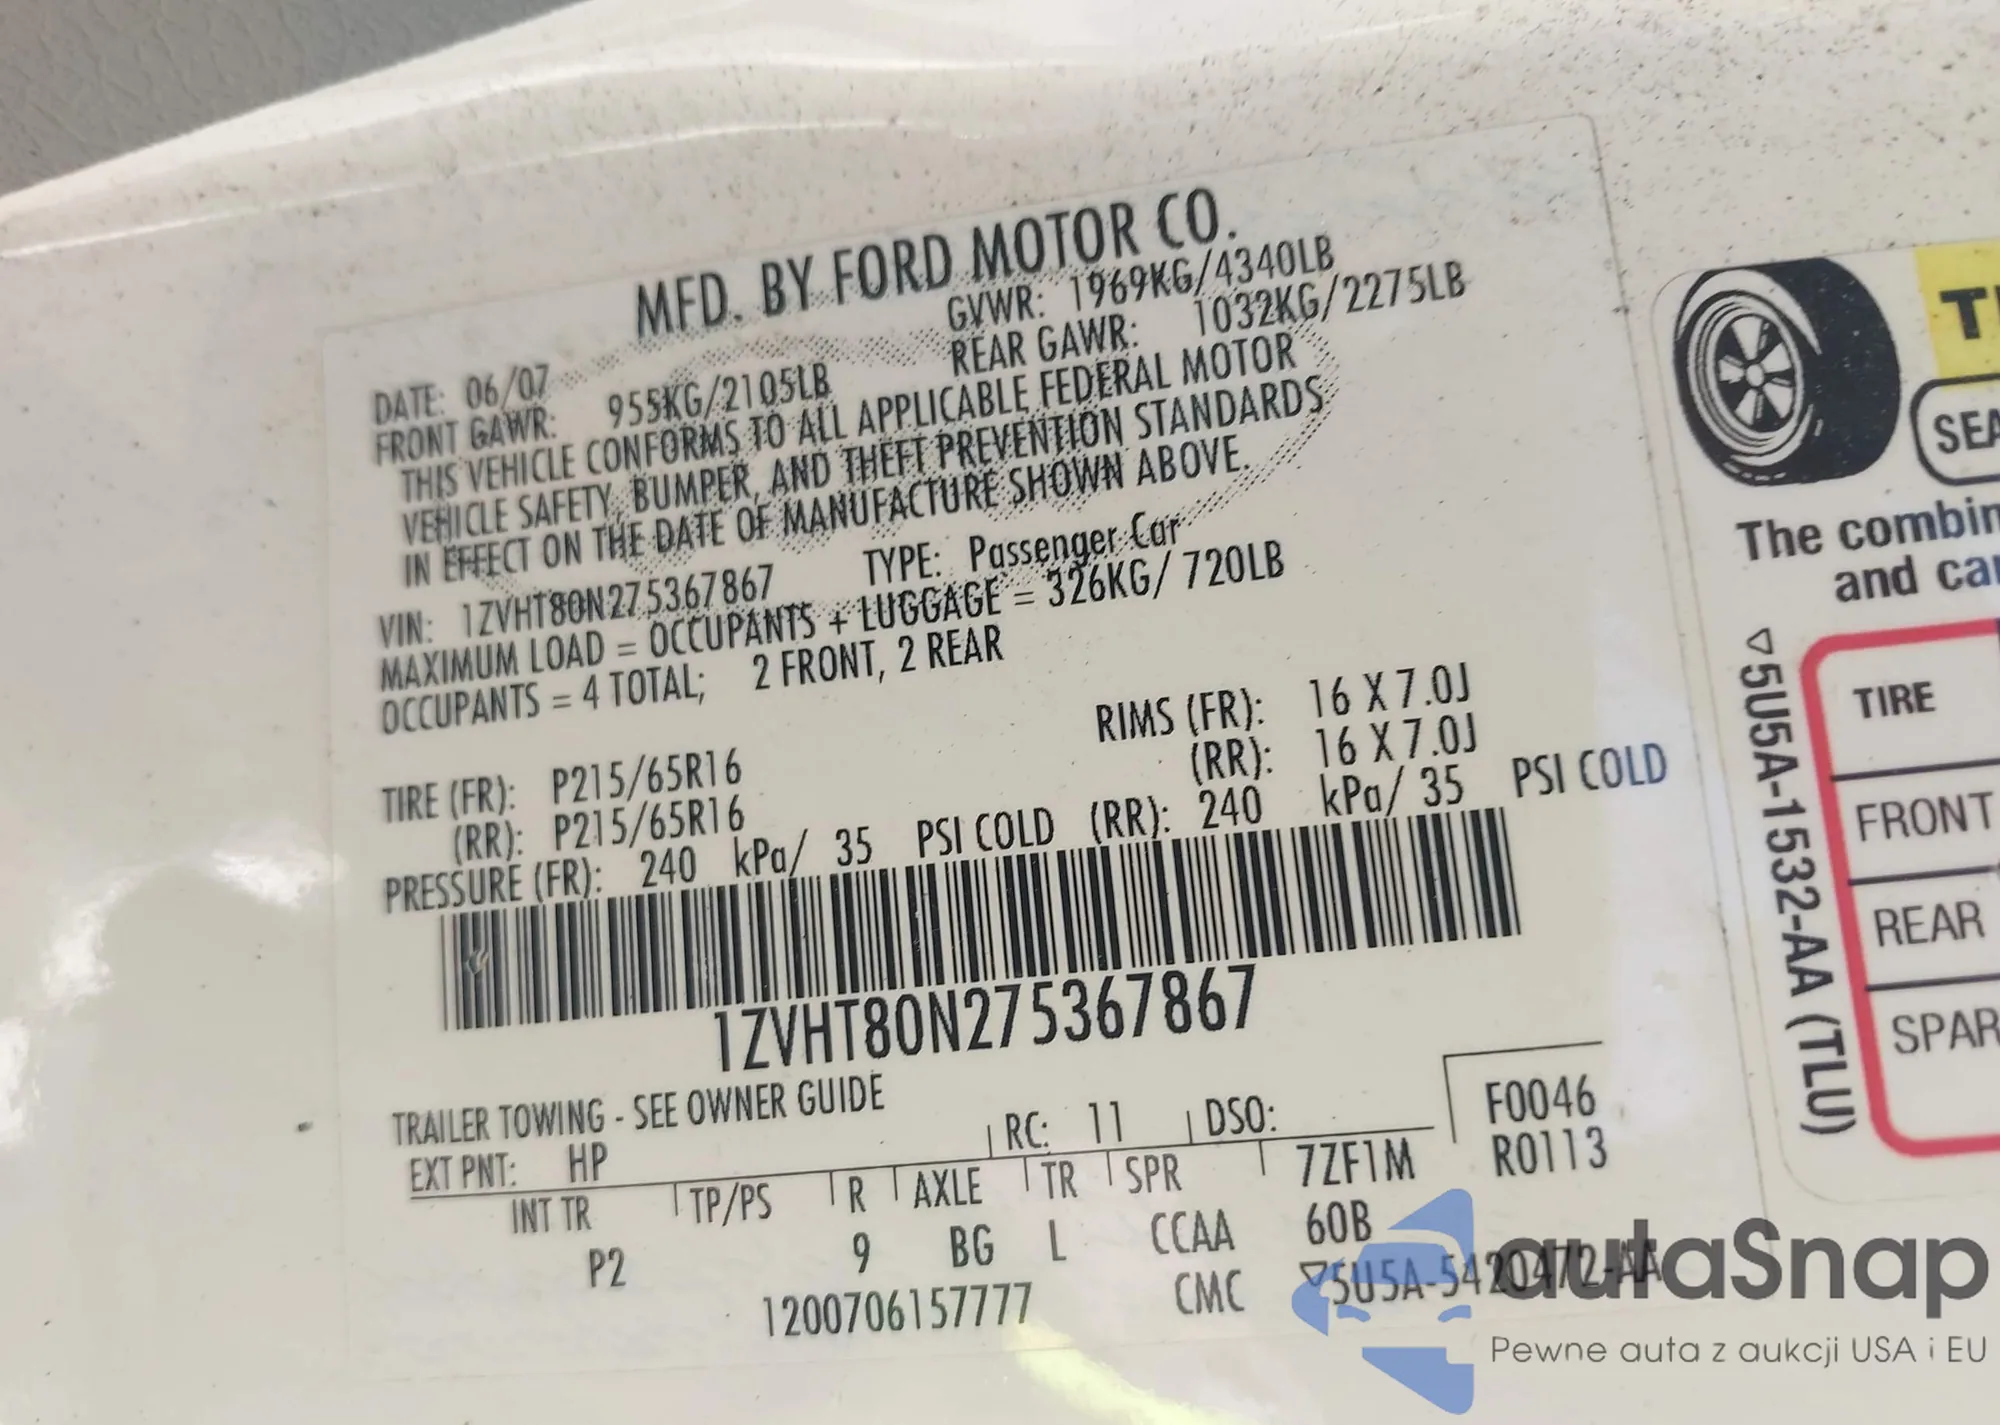 MFD. BY FORD MOTOR CO.
DATE: 06/07 GVWR: 1969KG/4340LB
FRONT GAWR: 955KG/2105LB REAR GAWR: 1032KG/2275LB
THIS VEHICLE CONFORMS TO ALL APPLICABLE FEDERAL MOTOR
VEHICLE SAFETY, BUMPER, AND THEFT PREVENTION STANDARDS
IN EFFECT ON THE DATE OF MANUFACTURE SHOWN ABOVE.
VIN: 1ZVHT80N275367867 TYPE: Passenger Car
MAXIMUM LOAD = OCCUPANTS + LUGGAGE = 326KG/ 720LB
OCCUPANTS = 4 TOTAL; 2 FRONT, 2 REAR
TIRE (FR): P215/65R16 RIMS (FR): 16 X 7.0J
(RR): P215/65R16 (RR): 16 X 7.0J
PRESSURE (FR): 240 kPa/ 35 PSI COLD (RR): 240 kPa/ 35 PSI COLD
1ZVHT80N275367867
TRAILER TOWING - SEE OWNER GUIDE
EXT PNT: HP RC: 11 DSO: F0046
R0113
INT TR TP/PS R AXLE TR SPR 7ZF1M
P2 9 BG L CCAA 60B
1200706157777 CMC ▽5U5A-5420472-AA
SEA
The combin
and ca
▽5U5A-1532-AA (TLU)
TIRE
FRONT
REAR
SPAR
autaSnap
Pewne auta z aukcji USA i EU